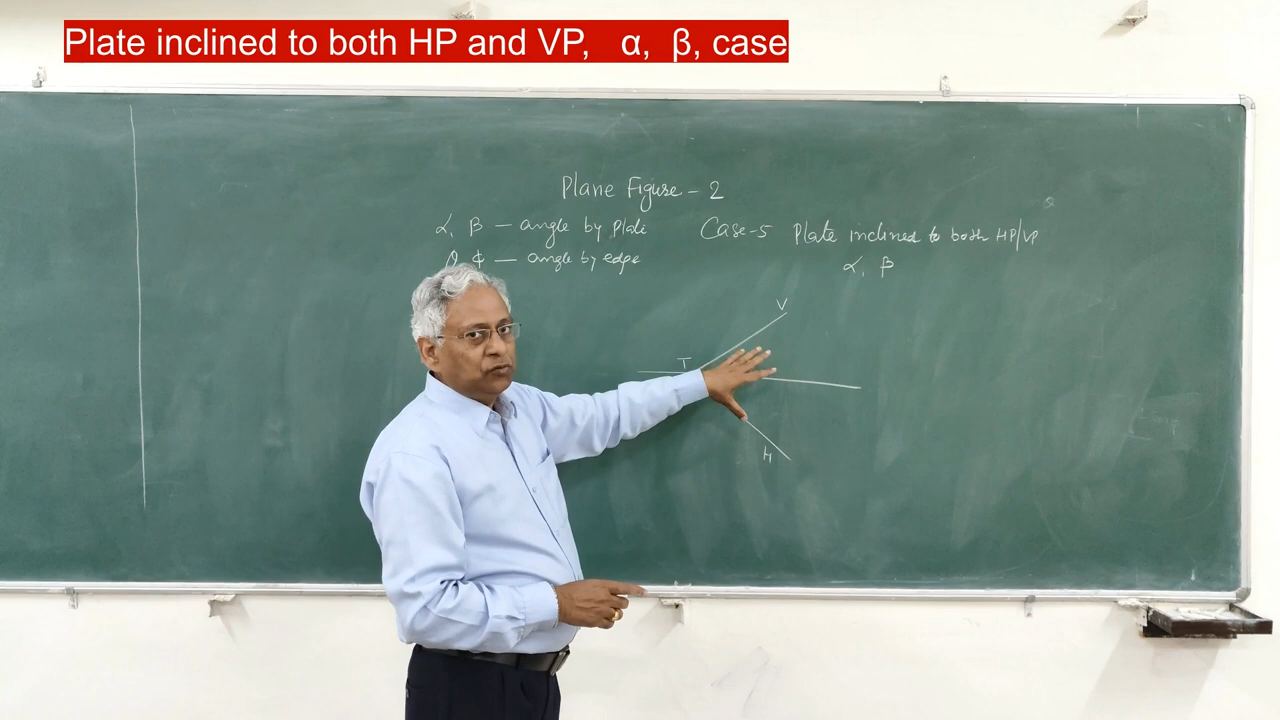 Plate inclined to both HP and VP, α, β, case
Plane Figure - 2
α, β — angle by plate
θ, ϕ — angle by edge
Case-5 Plate inclined to both HP/VP
α, β
V
T
H